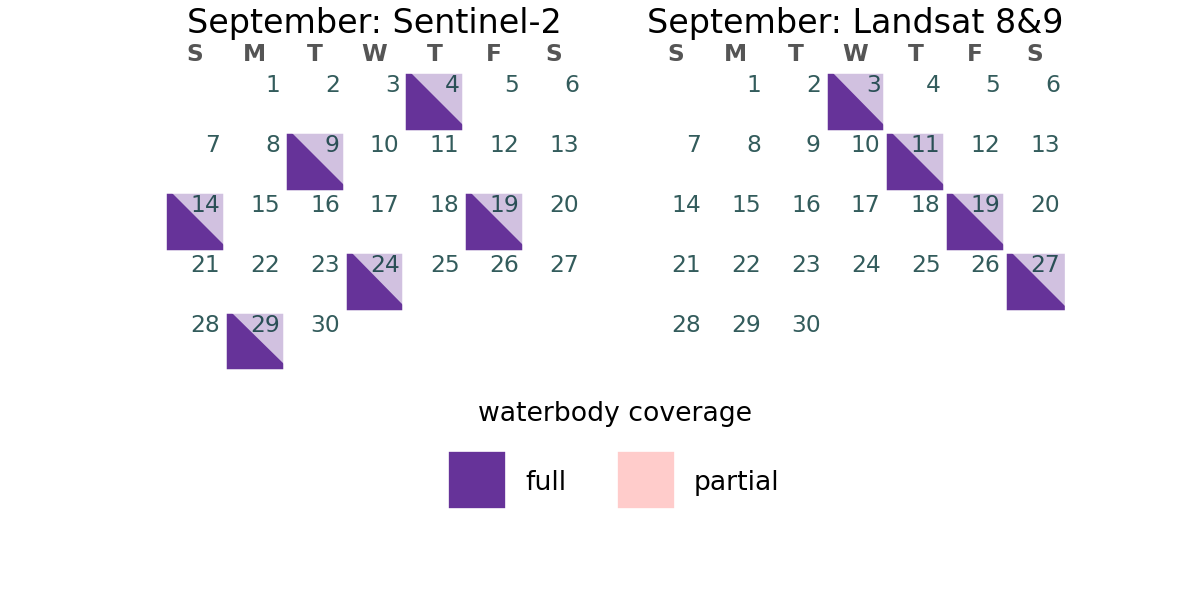 September: Sentinel-2
S M T W T F S
1 2 3 4 5 6
7 8 9 10 11 12 13
14 15 16 17 18 19 20
21 22 23 24 25 26 27
28 29 30
September: Landsat 8&9
S M T W T F S
1 2 3 4 5 6
7 8 9 10 11 12 13
14 15 16 17 18 19 20
21 22 23 24 25 26 27
28 29 30
waterbody coverage
full partial